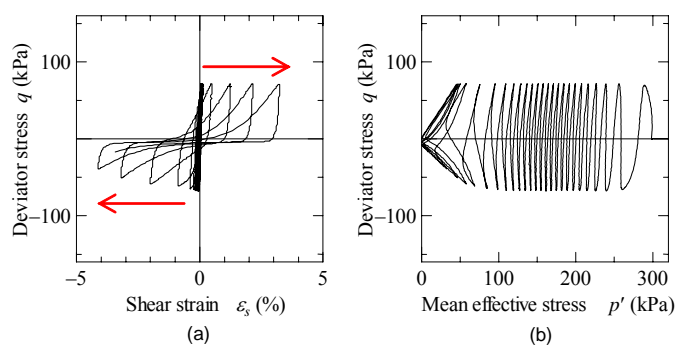 Deviator stress q (kPa)
100
−100
−5
0
5
Shear strain εs (%)
(a)
Deviator stress q (kPa)
100
−100
0
100
200
300
Mean effective stress p′ (kPa)
(b)